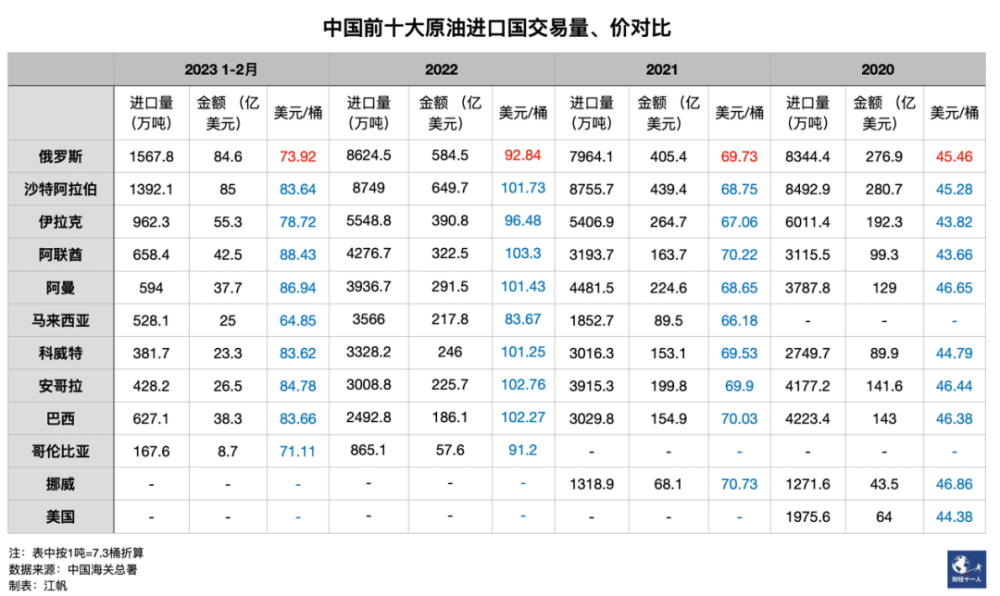 中国前十大原油进口国交易量、价对比
2023 1-2月 2022 2021 2020
进口量（万吨） 金额 （亿美元） 美元/桶 进口量（万吨） 金额 （亿美元） 美元/桶 进口量（万吨） 金额 （亿美元） 美元/桶 进口量（万吨） 金额 （亿美元） 美元/桶
俄罗斯 1567.8 84.6 73.92 8624.5 584.5 92.84 7964.1 405.4 69.73 8344.4 276.9 45.46
沙特阿拉伯 1392.1 85 83.64 8749 649.7 101.73 8755.7 439.4 68.75 8492.9 280.7 45.28
伊拉克 962.3 55.3 78.72 5548.8 390.8 96.48 5406.9 264.7 67.06 6011.4 192.3 43.82
阿联酋 658.4 42.5 88.43 4276.7 322.5 103.3 3193.7 163.7 70.22 3115.5 99.3 43.66
阿曼 594 37.7 86.94 3936.7 291.5 101.43 4481.5 224.6 68.65 3787.8 129 46.65
马来西亚 528.1 25 64.85 3566 217.8 83.67 1852.7 89.5 66.18 - - -
科威特 381.7 23.3 83.62 3328.2 246 101.25 3016.3 153.1 69.53 2749.7 89.9 44.79
安哥拉 428.2 26.5 84.78 3008.8 225.7 102.76 3915.3 199.8 69.9 4177.2 141.6 46.44
巴西 627.1 38.3 83.66 2492.8 186.1 102.27 3029.8 154.9 70.03 4223.4 143 46.38
哥伦比亚 167.6 8.7 71.11 865.1 57.6 91.2 - - - - - -
挪威 - - - - - - 1318.9 68.1 70.73 1271.6 43.5 46.86
美国 - - - - - - - - - 1975.6 64 44.38
注：表中按1吨=7.3桶折算
数据来源：中国海关总署
制表：江帆
财经十一人